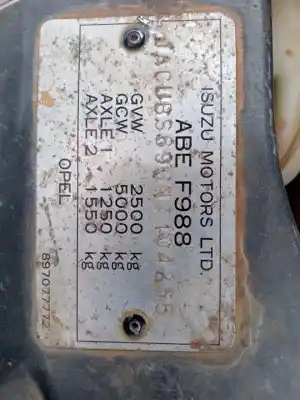 ISUZU MOTORS LTD.
ABE F988
GVW 2500 kg
GCW 5000 kg
AXLE 1 1250 kg
AXLE 2 1550 kg
OPEL